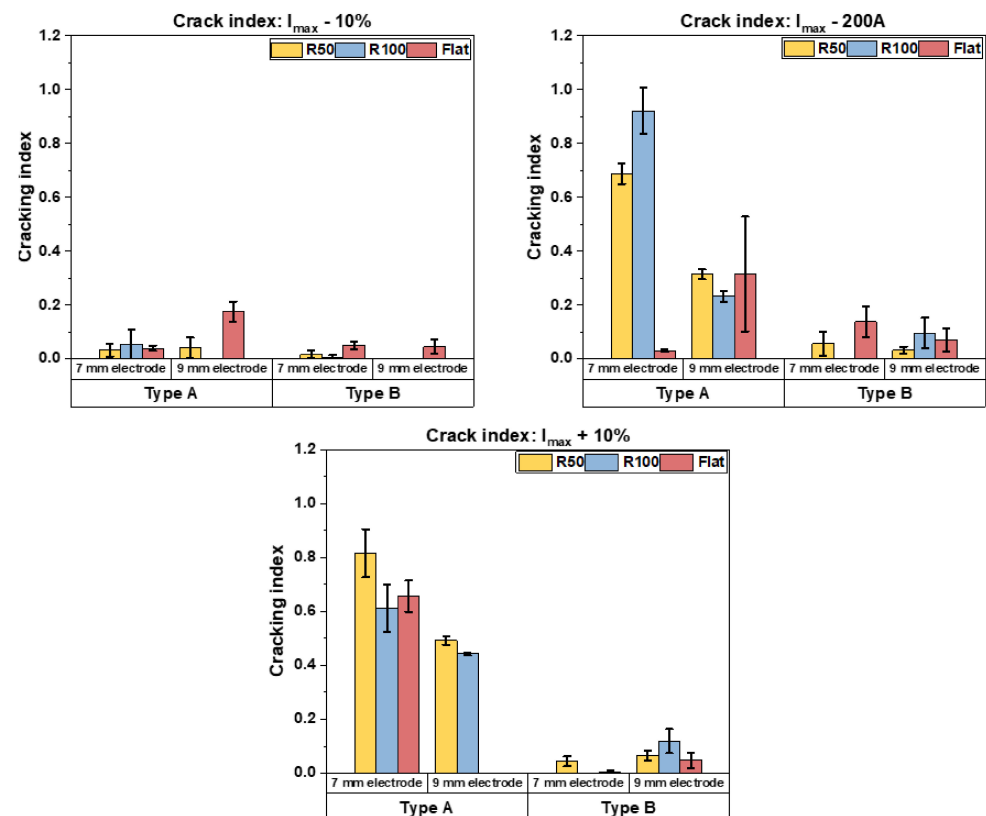 Crack index: Imax - 10%
R50 R100 Flat
Cracking index
1.2
1.0
0.8
0.6
0.4
0.2
0.0
7 mm electrode 9 mm electrode 7 mm electrode 9 mm electrode
Type A Type B
Crack index: Imax - 200A
R50 R100 Flat
Cracking index
1.2
1.0
0.8
0.6
0.4
0.2
0.0
7 mm electrode 9 mm electrode 7 mm electrode 9 mm electrode
Type A Type B
Crack index: Imax + 10%
R50 R100 Flat
Cracking index
1.2
1.0
0.8
0.6
0.4
0.2
0.0
7 mm electrode 9 mm electrode 7 mm electrode 9 mm electrode
Type A Type B